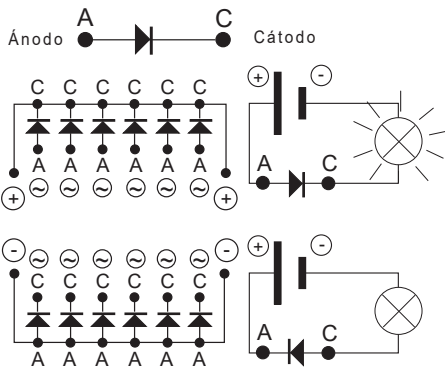 A C
Ánodo Cátodo
C C C C C C
A A A A A A
~ ~ ~ ~ ~ ~
+ +
+ -
A C
- -
~ ~ ~ ~ ~ ~
C C C C C C
A A A A A A
+ -
A C